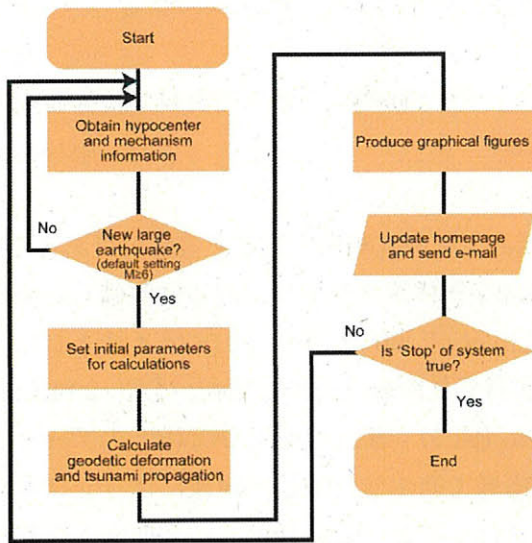 Start
Obtain hypocenter
and mechanism
information
No
New large
earthquake?
(default setting
M≥6)
Yes
Set initial parameters
for calculations
Calculate
geodetic deformation
and tsunami propagation
Produce graphical figures
Update homepage
and send e-mail
No
Is ‘Stop’ of system
true?
Yes
End